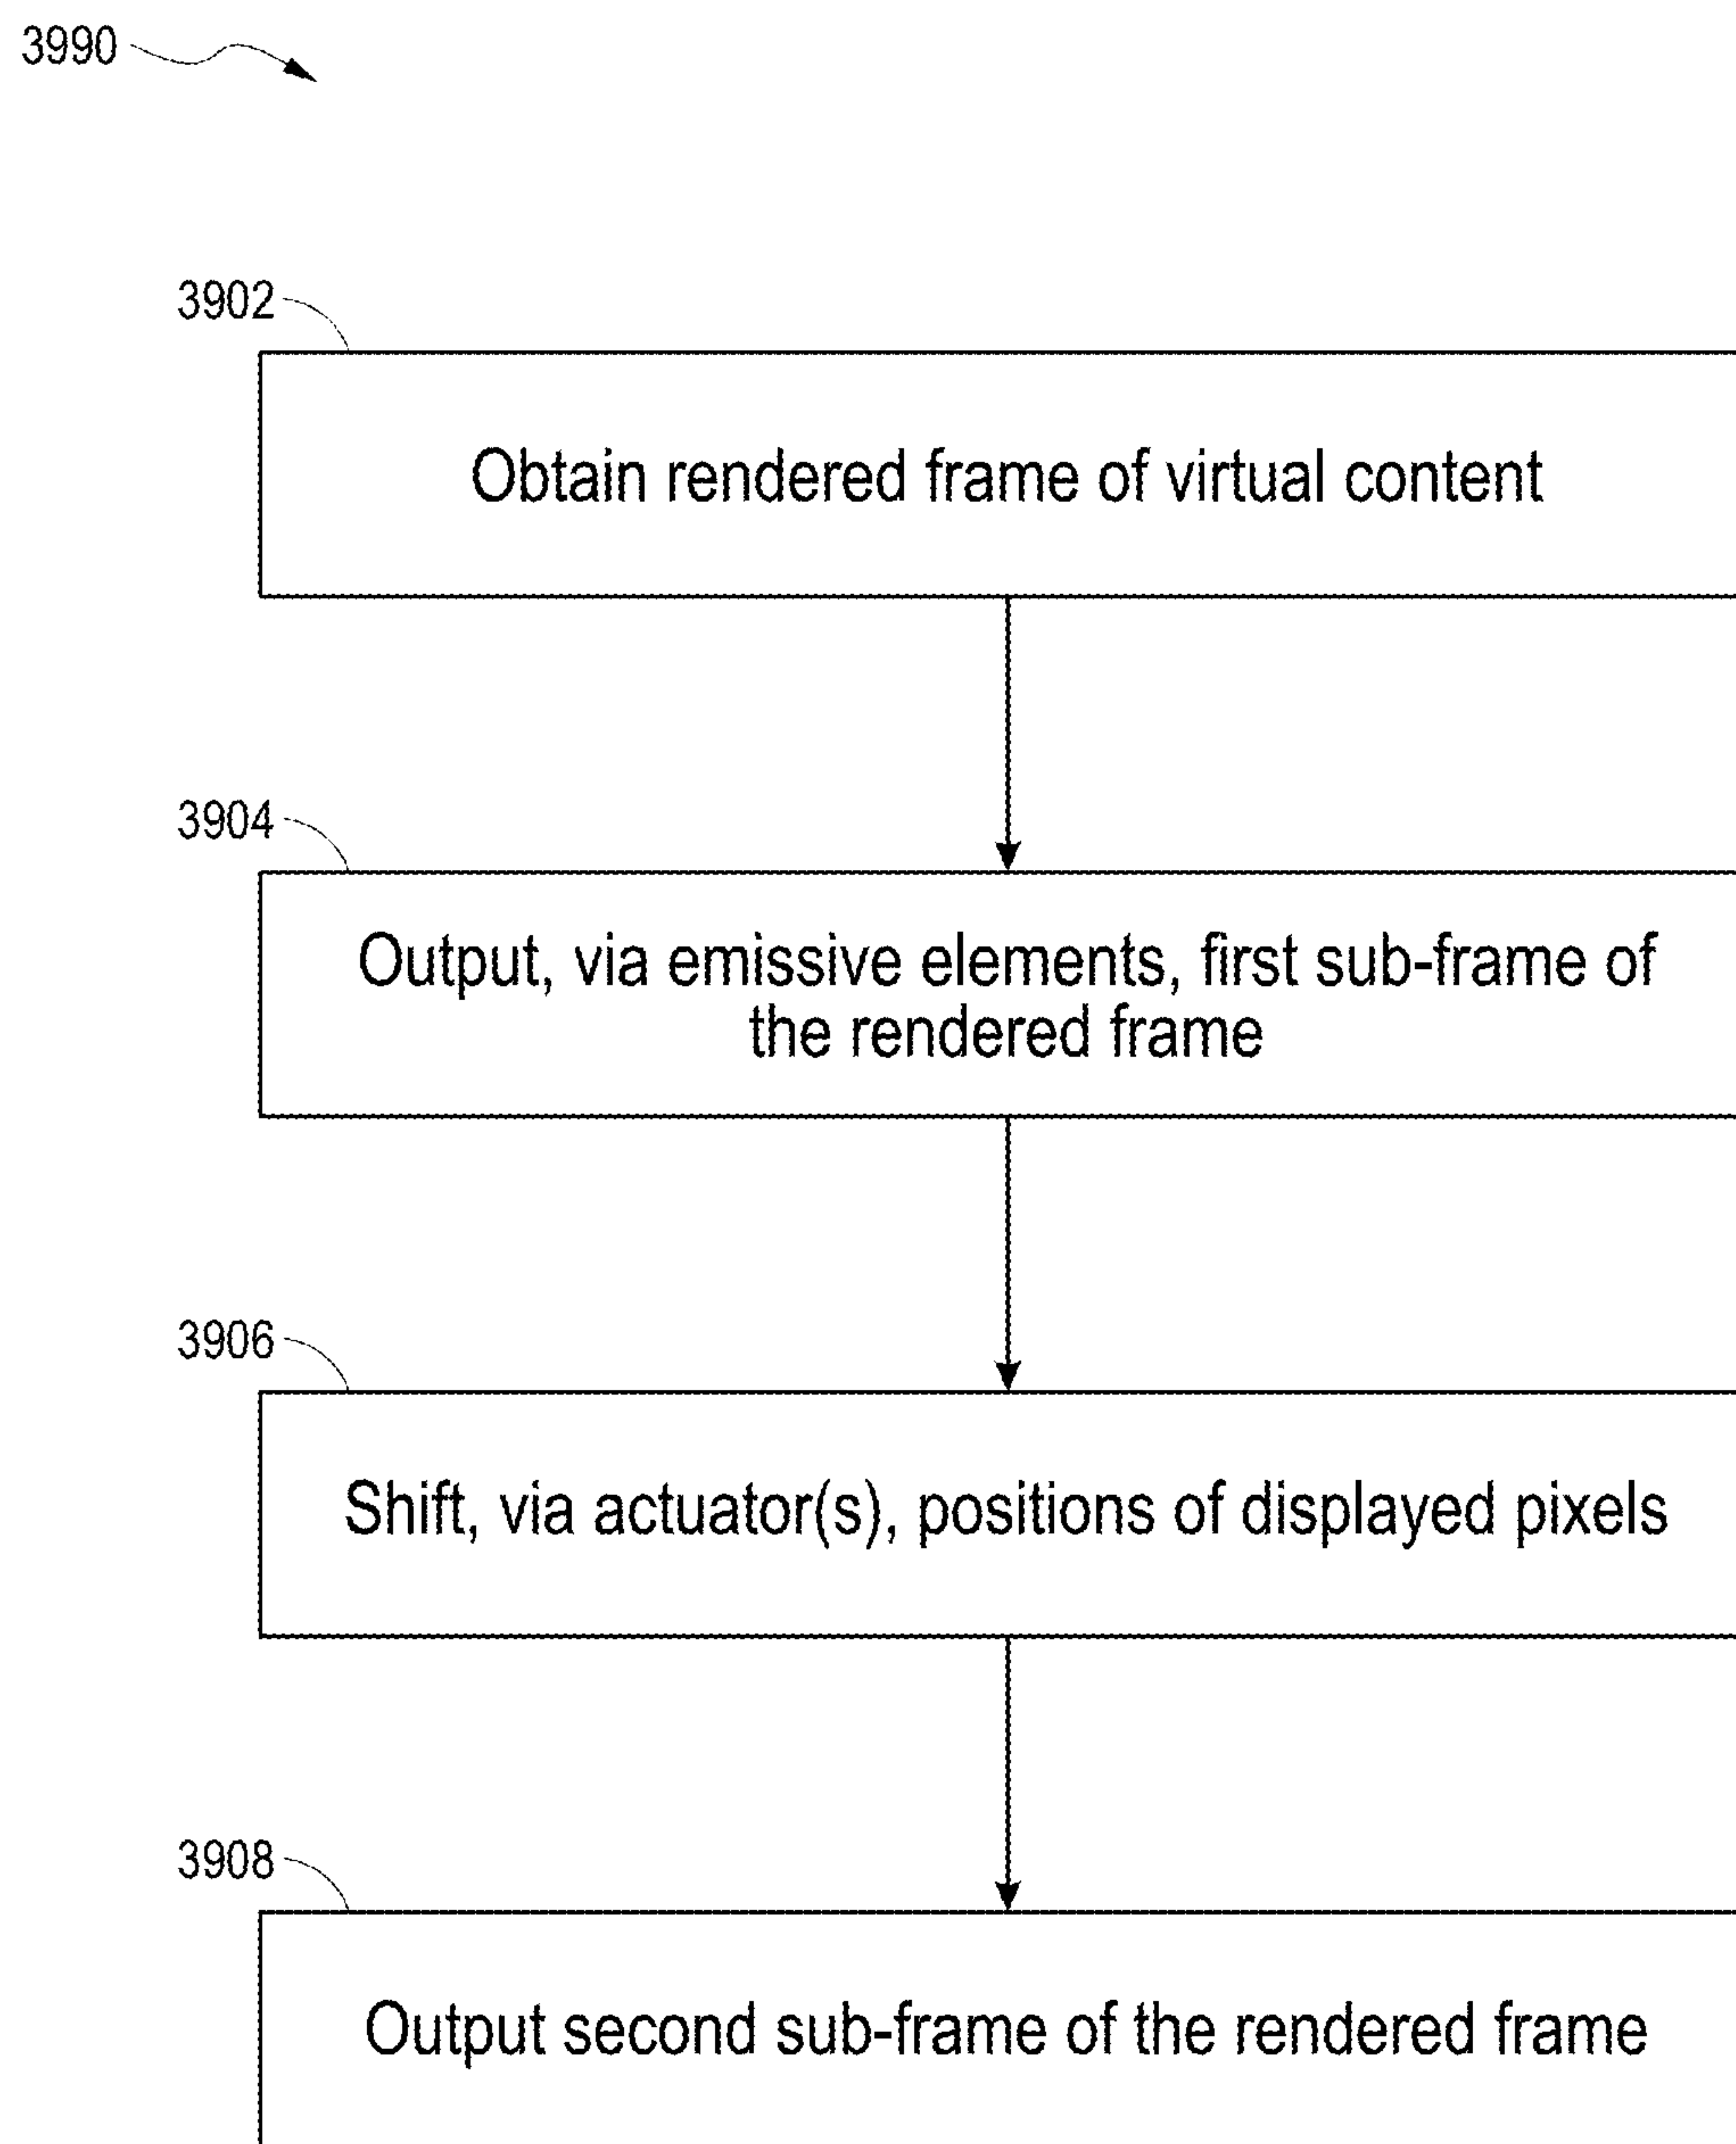 3990
3902
Obtain rendered frame of virtual content
3904
Output, via emissive elements, first sub-frame of
the rendered frame
3906
Shift, via actuator(s), positions of displayed pixels
3908
Output second sub-frame of the rendered frame